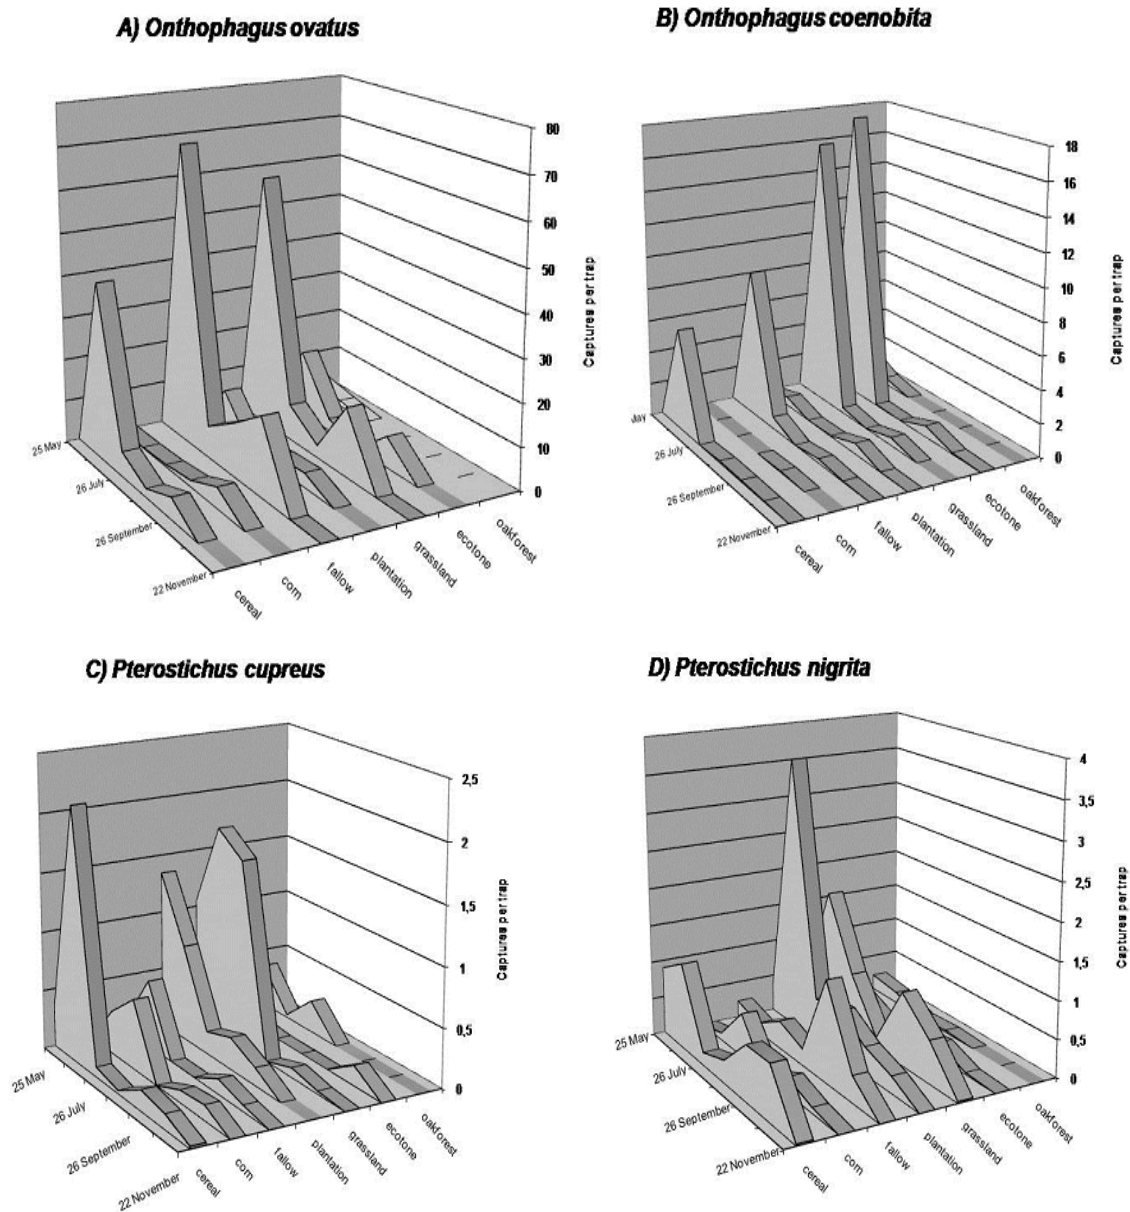 A) Onthophagus ovatus
80
70
60
50
40
30
20
10
0
Captures per trap
25 May
26 July
26 September
22 November
cereal
corn
fallow
plantation
grassland
ecotone
oakforest
B) Onthophagus coenobita
18
16
14
12
10
8
6
4
2
0
Captures per trap
May
26 July
26 September
22 November
cereal
corn
fallow
plantation
grassland
ecotone
oakforest
C) Pterostichus cupreus
2,5
2
1,5
1
0,5
0
Captures per trap
25 May
26 July
26 September
22 November
cereal
corn
fallow
plantation
grassland
ecotone
oakforest
D) Pterostichus nigrita
4
3,5
3
2,5
2
1,5
1
0,5
0
Captures per trap
25 May
26 July
26 September
22 November
cereal
corn
fallow
plantation
grassland
ecotone
oakforest